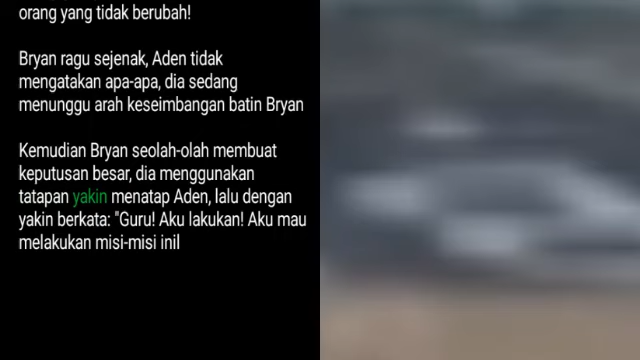 orang yang tidak berubah!
Bryan ragu sejenak, Aden tidak
mengatakan apa-apa, dia sedang
menunggu arah keseimbangan batin Bryan
Kemudian Bryan seolah-olah membuat
keputusan besar, dia menggunakan
tatapan yakin menatap Aden, lalu dengan
yakin berkata: "Guru! Aku lakukan! Aku mau
melakukan misi-misi inil